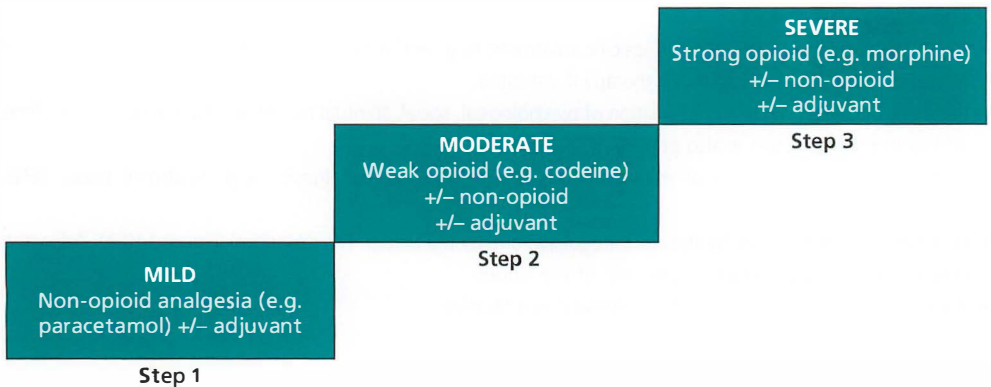 SEVERE
Strong opioid (e.g. morphine)
+/– non-opioid
+/– adjuvant
Step 3
MODERATE
Weak opioid (e.g. codeine)
+/– non-opioid
+/– adjuvant
Step 2
MILD
Non-opioid analgesia (e.g.
paracetamol) +/– adjuvant
Step 1